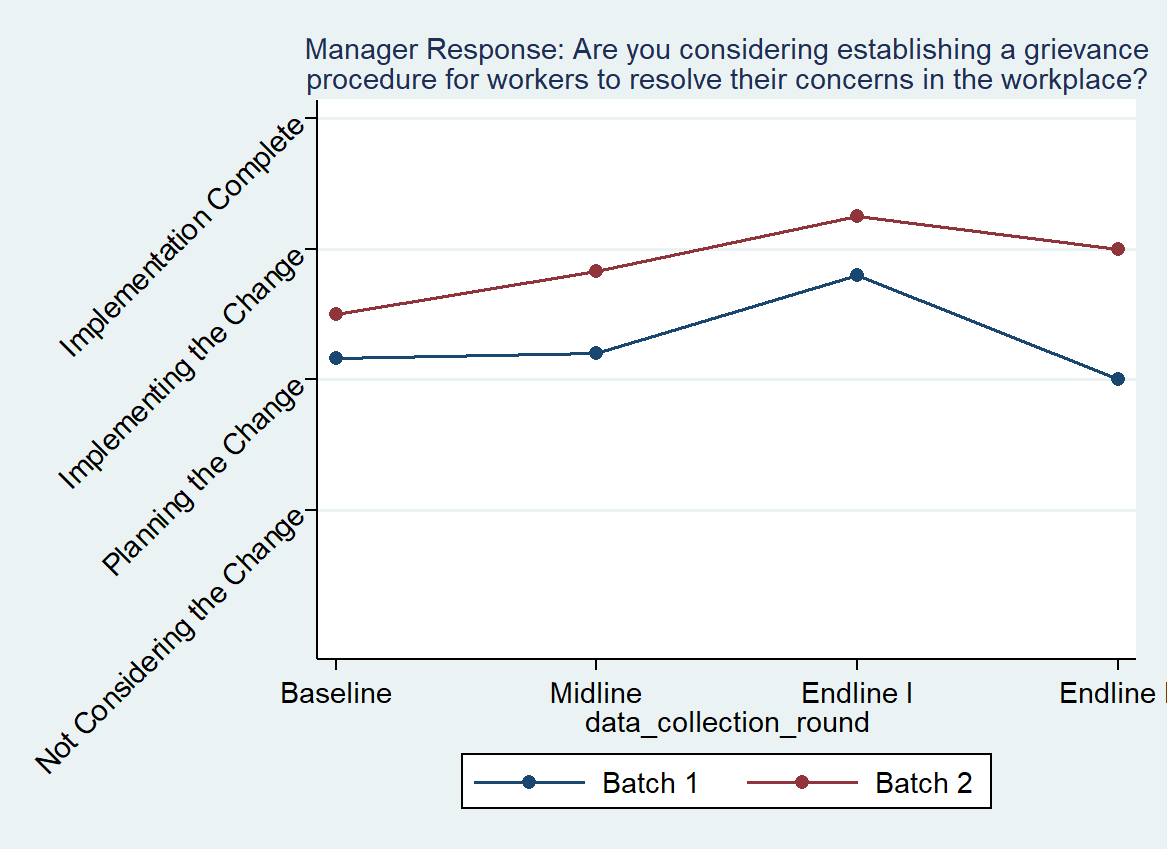 Manager Response: Are you considering establishing a grievance
procedure for workers to resolve their concerns in the workplace?
Implementation Complete
Implementing the Change
Planning the Change
Not Considering the Change
Baseline
Midline
Endline I
Endline I
data_collection_round
Batch 1
Batch 2